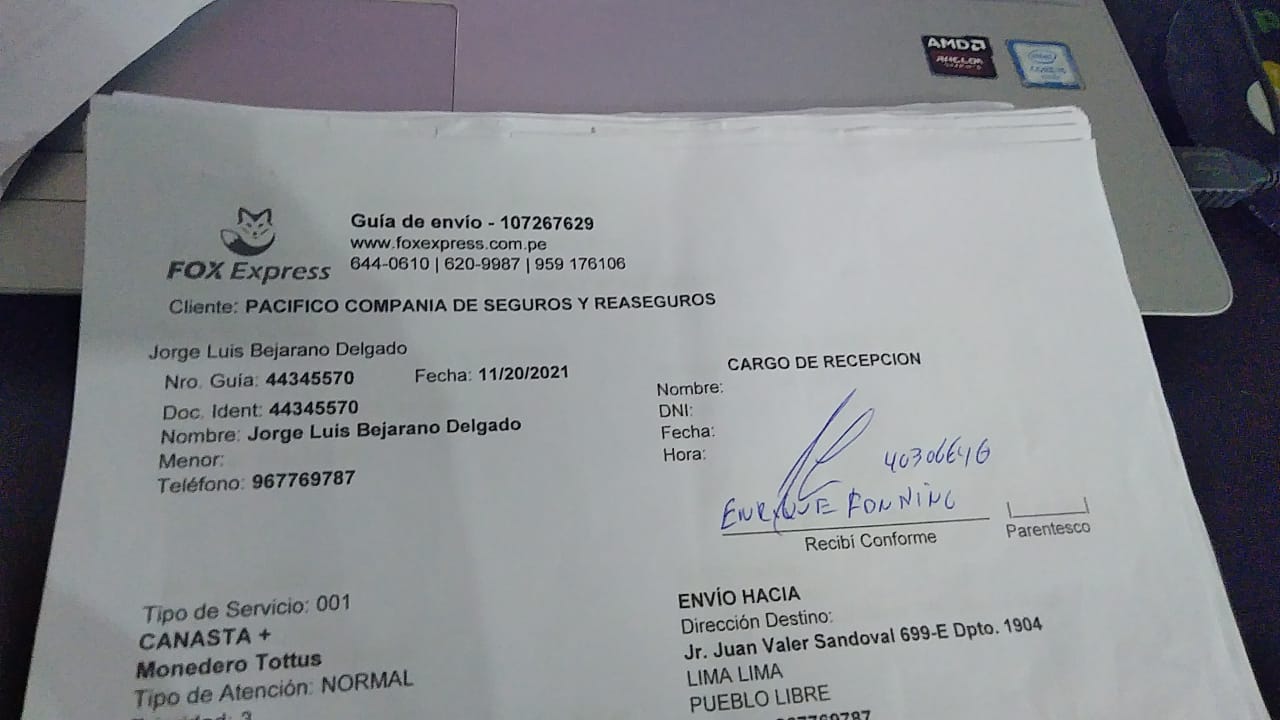 AMD
intel
CORE i5
FOX Express
Guía de envío - 107267629
www.foxexpress.com.pe
644-0610 | 620-9987 | 959 176106
Cliente: PACIFICO COMPANIA DE SEGUROS Y REASEGUROS
Jorge Luis Bejarano Delgado
Nro. Guía: 44345570 Fecha: 11/20/2021
Doc. Ident: 44345570
Nombre: Jorge Luis Bejarano Delgado
Menor:
Teléfono: 967769787
CARGO DE RECEPCION
Nombre:
DNI:
Fecha:
Hora:
ENRIQUE
Recibí Conforme
Parentesco
Tipo de Servicio: 001
CANASTA +
Monedero Tottus
Tipo de Atención: NORMAL
ENVÍO HACIA
Dirección Destino:
Jr. Juan Valer Sandoval 699-E Dpto. 1904
LIMA LIMA
PUEBLO LIBRE